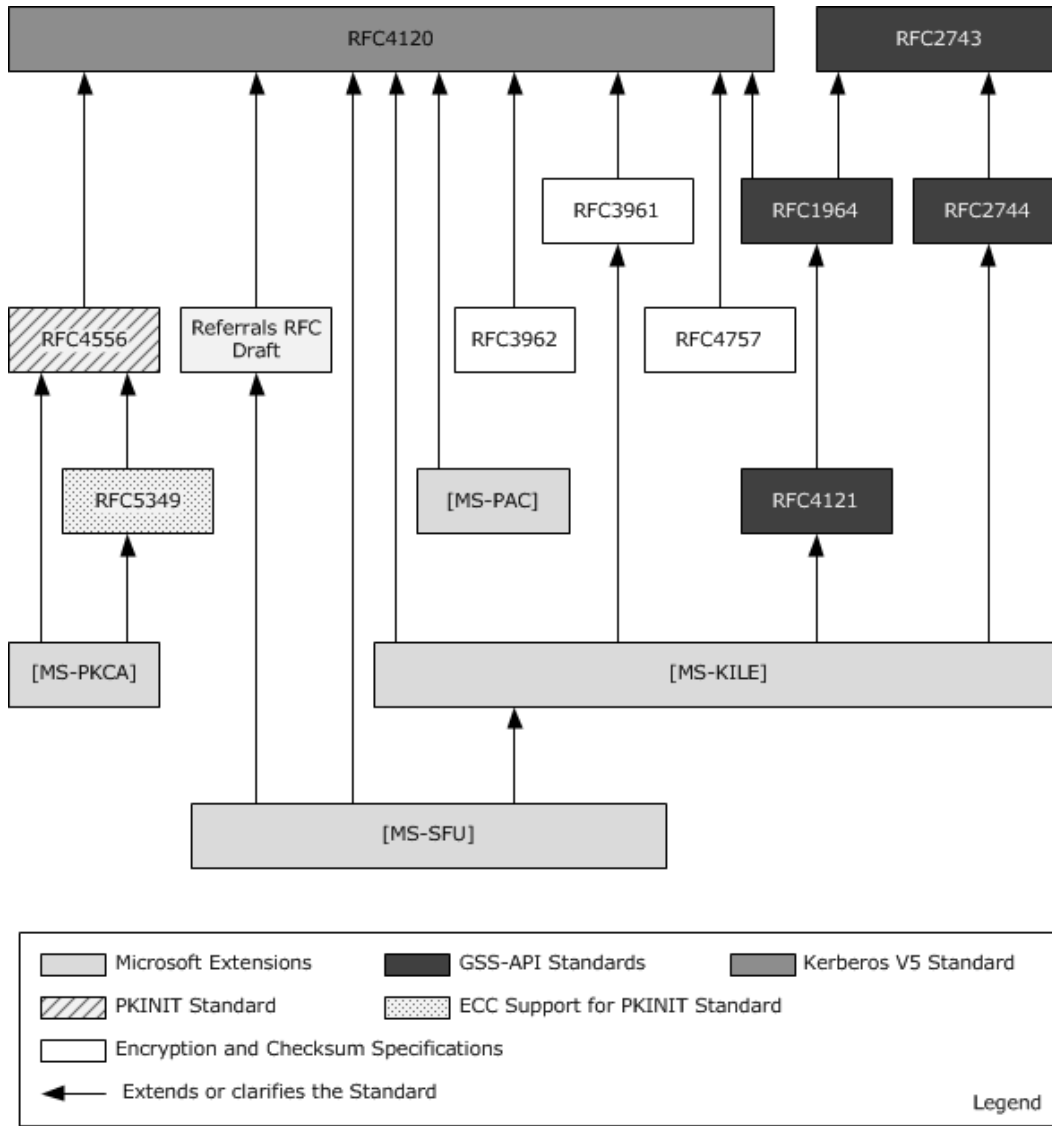 RFC4120
RFC2743
RFC3961
RFC1964
RFC2744
RFC4556
Referrals RFC
Draft
RFC3962
RFC4757
RFC5349
[MS-PAC]
RFC4121
[MS-PKCA]
[MS-KILE]
[MS-SFU]
Microsoft Extensions
GSS-API Standards
Kerberos V5 Standard
PKINIT Standard
ECC Support for PKINIT Standard
Encryption and Checksum Specifications
Extends or clarifies the Standard
Legend